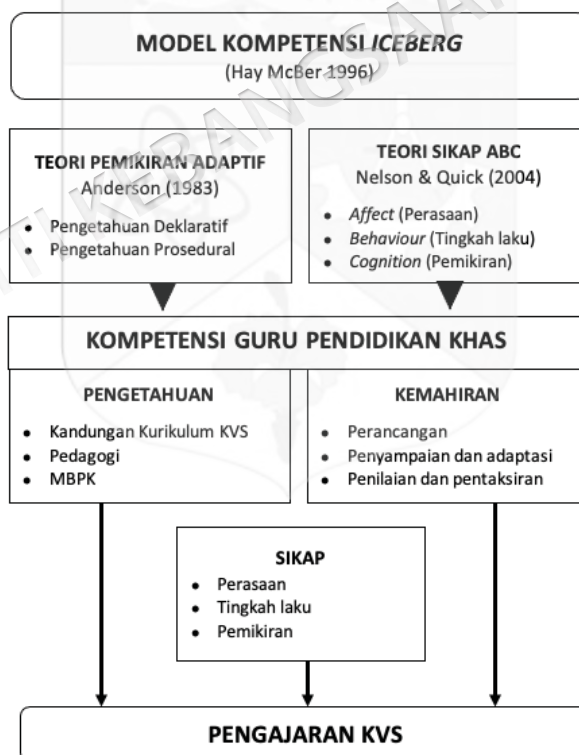 MODEL KOMPETENSI ICEBERG
(Hay McBer 1996)
TEORI PEMIKIRAN ADAPTIF
Anderson (1983)
• Pengetahuan Deklaratif
• Pengetahuan Prosedural
TEORI SIKAP ABC
Nelson & Quick (2004)
• Affect (Perasaan)
• Behaviour (Tingkah laku)
• Cognition (Pemikiran)
KOMPETENSI GURU PENDIDIKAN KHAS
PENGETAHUAN
• Kandungan Kurikulum KVS
• Pedagogi
• MBPK
KEMAHIRAN
• Perancangan
• Penyampaian dan adaptasi
• Penilaian dan pentaksiran
SIKAP
• Perasaan
• Tingkah laku
• Pemikiran
PENGAJARAN KVS